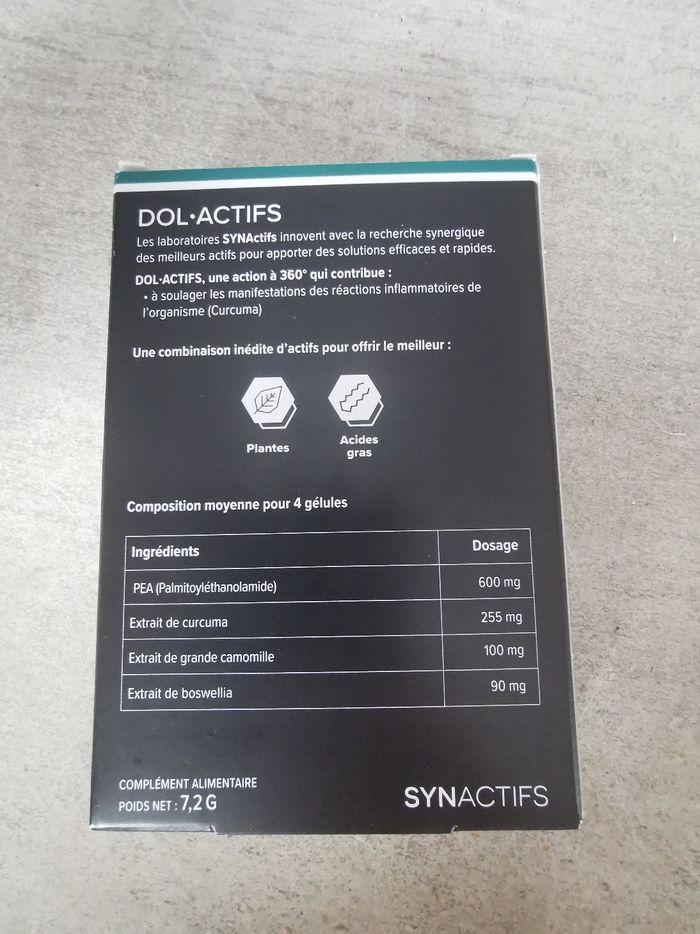 DOL•ACTIFS
Les laboratoires SYNActifs innovent avec la recherche synergique
des meilleurs actifs pour apporter des solutions efficaces et rapides.
DOL•ACTIFS, une action à 360° qui contribue :
• à soulager les manifestations des réactions inflammatoires de
l'organisme (Curcuma)
Une combinaison inédite d'actifs pour offrir le meilleur :
Plantes
Acides
gras
Composition moyenne pour 4 gélules
Ingrédients Dosage
PEA (Palmitoyléthanolamide) 600 mg
Extrait de curcuma 255 mg
Extrait de grande camomille 100 mg
Extrait de boswellia 90 mg
COMPLÉMENT ALIMENTAIRE
POIDS NET : 7,2 G
SYNACTIFS